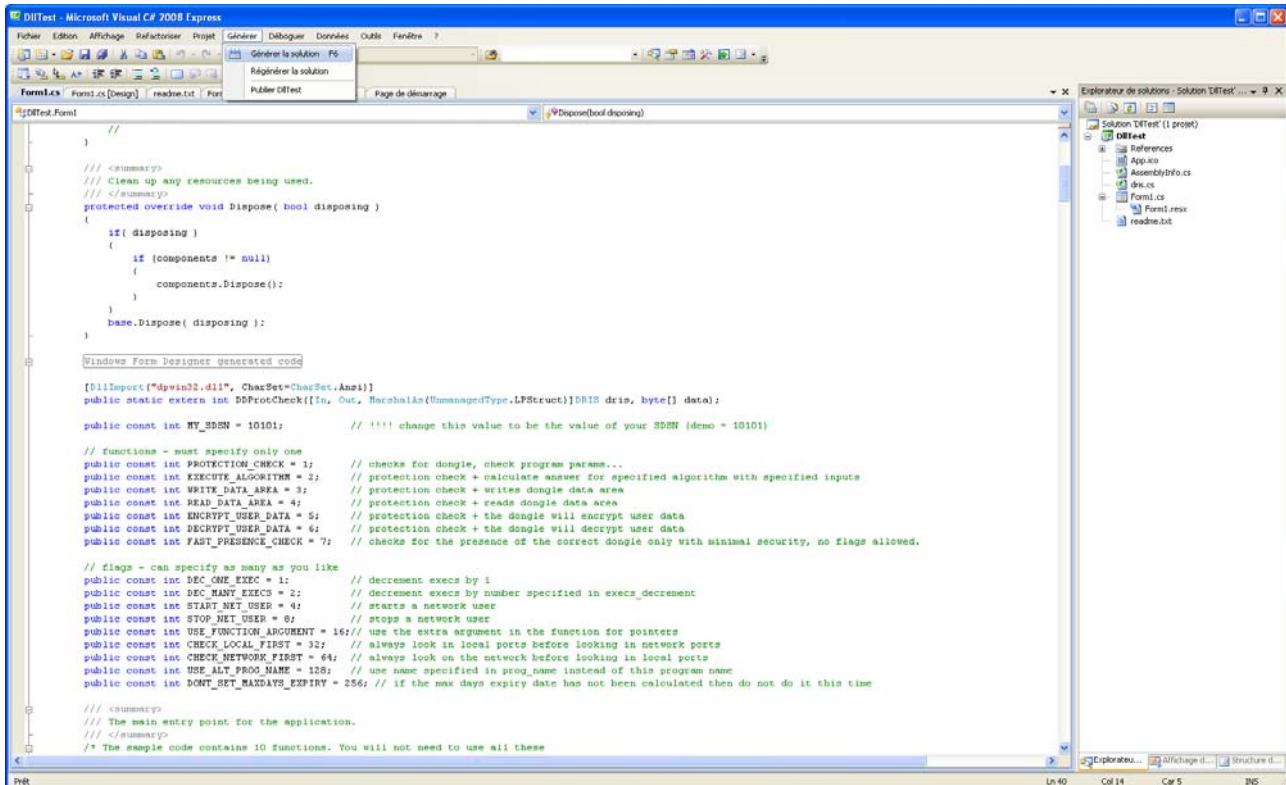 DllTest - Microsoft Visual C# 2008 Express
Fichier Edition Affichage Refactoriser Projet Générer Déboguer Données Outils Fenêtre ?
Générer la solution F6
Régénérer la solution
Publier DllTest
Form1.cs Form1.cs [Design] readme.txt Page de démarrage
Explorateur de solutions - Solution 'DllTest' ...
DllTest.Form1 Dispose(bool disposing)
Solution 'DllTest' (1 projet)
DllTest
References
App.ico
AssemblyInfo.cs
dris.cs
Form1.cs
Form1.resx
readme.txt
//
}
/// <summary>
/// Clean up any resources being used.
/// </summary>
protected override void Dispose( bool disposing )
{
if( disposing )
{
if (components != null)
{
components.Dispose();
}
}
base.Dispose( disposing );
}
Windows Form Designer generated code
[DllImport("dpwin32.dll", CharSet=CharSet.Ansi)]
public static extern int DDProtCheck([In, Out, MarshalAs(UnmanagedType.LPStruct)]DRIS dris, byte[] data);
public const int MY_SDSN = 10101; // !!!! change this value to be the value of your SDSN (demo = 10101)
// functions - must specify only one
public const int PROTECTION_CHECK = 1; // checks for dongle, check program params...
public const int EXECUTE_ALGORITHM = 2; // protection check + calculate answer for specified algorithm with specified inputs
public const int WRITE_DATA_AREA = 3; // protection check + writes dongle data area
public const int READ_DATA_AREA = 4; // protection check + reads dongle data area
public const int ENCRYPT_USER_DATA = 5; // protection check + the dongle will encrypt user data
public const int DECRYPT_USER_DATA = 6; // protection check + the dongle will decrypt user data
public const int FAST_PRESENCE_CHECK = 7; // checks for the presence of the correct dongle only with minimal security, no flags allowed.
// flags - can specify as many as you like
public const int DEC_ONE_EXEC = 1; // decrement execs by 1
public const int DEC_MANY_EXECS = 2; // decrement execs by number specified in execs_decrement
public const int START_NET_USER = 4; // starts a network user
public const int STOP_NET_USER = 8; // stops a network user
public const int USE_FUNCTION_ARGUMENT = 16;// use the extra argument in the function for pointers
public const int CHECK_LOCAL_FIRST = 32; // always look in local ports before looking in network ports
public const int CHECK_NETWORK_FIRST = 64; // always look on the network before looking in local ports
public const int USE_ALT_PROG_NAME = 128; // use name specified in prog_name instead of this program name
public const int DONT_SET_MAXDAYS_EXPIRY = 256; // if the max days expiry date has not been calculated then do not do it this time
/// <summary>
/// The main entry point for the application.
/// </summary>
/* The sample code contains 10 functions. You will not need to use all these
Explorateu... Affichage d... Structure d...
Prêt Ln 40 Col 14 Car 5 INS